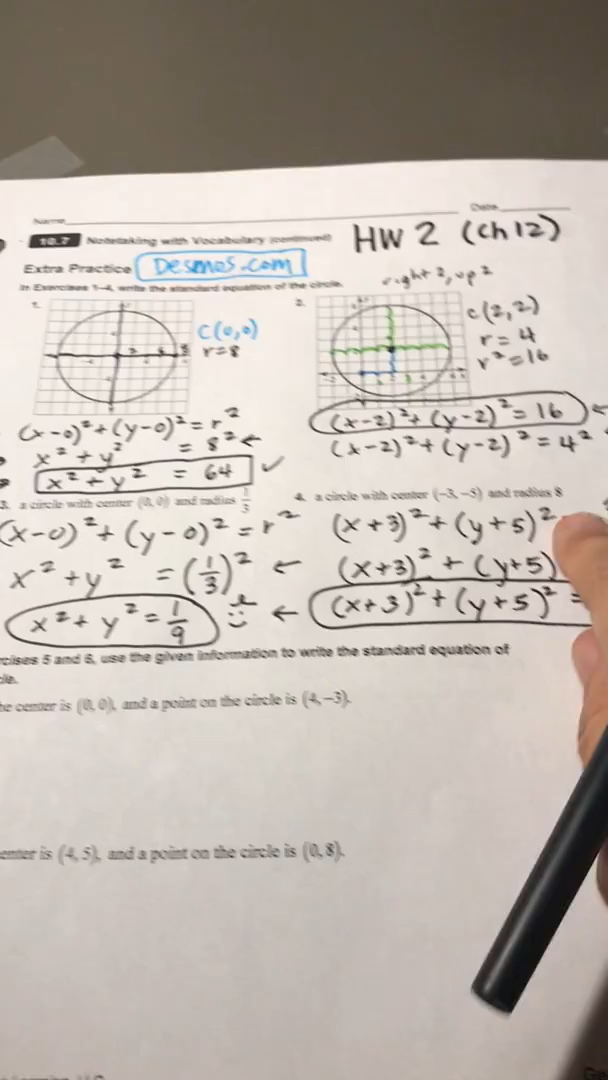 Name
Date
10.7 Notetaking with Vocabulary (continued)
HW 2 (Ch 12)
Extra Practice
Desmos.com
In Exercises 1–4, write the standard equation of the circle.
right 2, up 2
1.
C(0,0)
r=8
2.
C(2,2)
r = 4
r² = 16
(x-0)²+(y-0)²=r²
x² + y² = 8² ←
x² + y² = 64 ✓
(x-2)²+(y-2)²=16 ←
(x-2)²+(y-2)²=4²
3. a circle with center (0, 0) and radius 1/3
4. a circle with center (−3, −5) and radius 8
(x-0)²+(y-0)²=r²
x²+y² = (1/3)² ←
x²+y²=1/9 ←
(x+3)²+(y+5)²
(x+3)²+(y+5)
(x+3)²+(y+5)² =
cises 5 and 6, use the given information to write the standard equation of
cle.
he center is (0, 0), and a point on the circle is (4, −3).
enter is (4, 5), and a point on the circle is (0, 8).